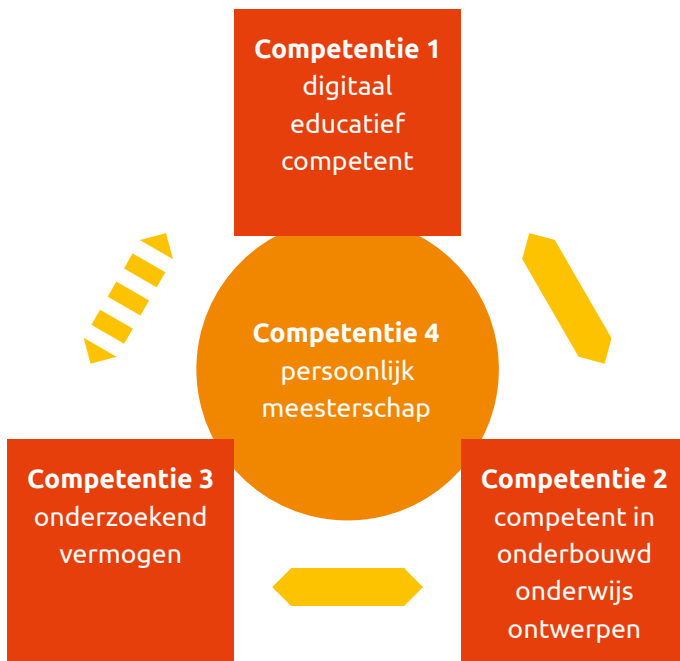 Competentie 1
digitaal
educatief
competent
Competentie 4
persoonlijk
meesterschap
Competentie 3
onderzoekend
vermogen
Competentie 2
competent in
onderbouwd
onderwijs
ontwerpen